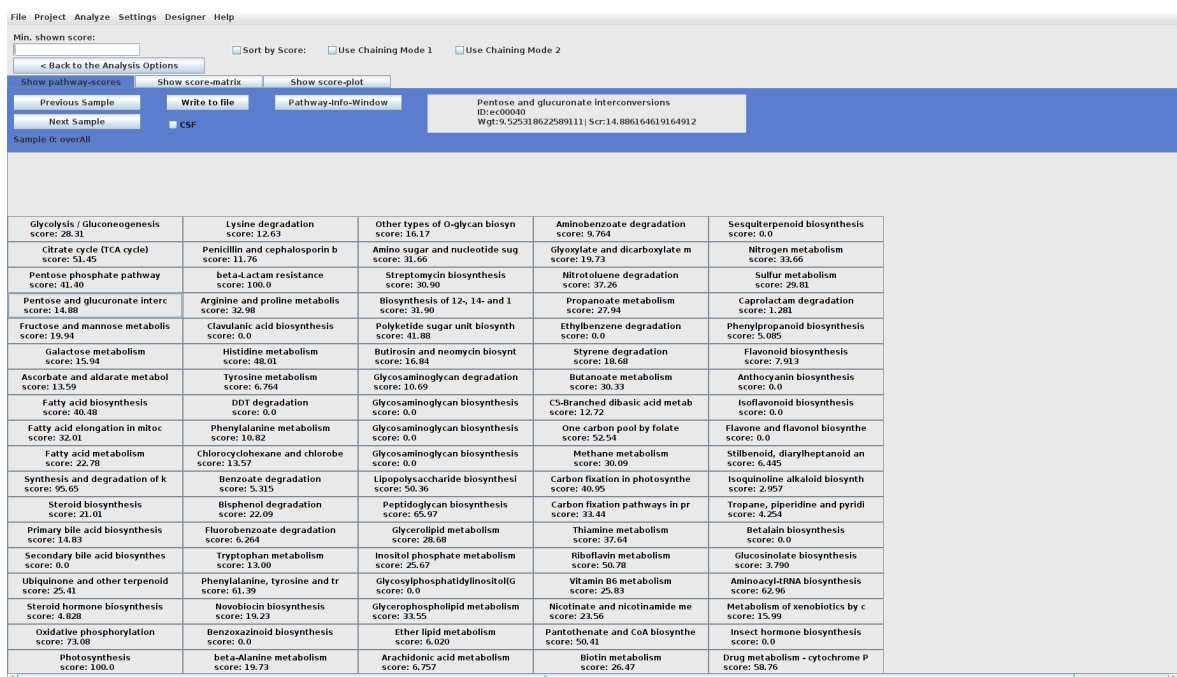 File Project Analyze Settings Designer Help
Min. shown score:
Sort by Score: Use Chaining Mode 1 Use Chaining Mode 2
< Back to the Analysis Options
Show pathway-scores Show score-matrix Show score-plot
Previous Sample Write to file Pathway-Info-Window
Next Sample CSF
Pentose and glucuronate interconversions
ID:ec00040
Wgt:9.525318622589111| Scr:14.886164619164912
Sample 0: overAll
Glycolysis / Gluconeogenesis Lysine degradation Other types of O-glycan biosyn Aminobenzoate degradation Sesquiterpenoid biosynthesis
score: 28.31 score: 12.63 score: 16.17 score: 9.764 score: 0.0
Citrate cycle (TCA cycle) Penicillin and cephalosporin b Amino sugar and nucleotide sug Glyoxylate and dicarboxylate m Nitrogen metabolism
score: 51.45 score: 11.76 score: 31.66 score: 19.73 score: 33.66
Pentose phosphate pathway beta-Lactam resistance Streptomycin biosynthesis Nitrotoluene degradation Sulfur metabolism
score: 41.40 score: 100.0 score: 30.90 score: 37.26 score: 29.81
Pentose and glucuronate interc Arginine and proline metabolis Biosynthesis of 12-, 14- and 1 Propanoate metabolism Caprolactam degradation
score: 14.88 score: 32.98 score: 31.90 score: 27.94 score: 1.281
Fructose and mannose metabolis Clavulanic acid biosynthesis Polyketide sugar unit biosynth Ethylbenzene degradation Phenylpropanoid biosynthesis
score: 19.94 score: 0.0 score: 41.88 score: 0.0 score: 5.085
Galactose metabolism Histidine metabolism Butirosin and neomycin biosynt Styrene degradation Flavonoid biosynthesis
score: 15.94 score: 48.01 score: 16.84 score: 18.68 score: 7.913
Ascorbate and aldarate metabol Tyrosine metabolism Glycosaminoglycan degradation Butanoate metabolism Anthocyanin biosynthesis
score: 13.59 score: 6.764 score: 10.69 score: 30.33 score: 0.0
Fatty acid biosynthesis DDT degradation Glycosaminoglycan biosynthesis C5-Branched dibasic acid metab Isoflavonoid biosynthesis
score: 40.48 score: 0.0 score: 0.0 score: 12.72 score: 0.0
Fatty acid elongation in mitoc Phenylalanine metabolism Glycosaminoglycan biosynthesis One carbon pool by folate Flavone and flavonol biosynthe
score: 32.01 score: 10.82 score: 0.0 score: 52.54 score: 0.0
Fatty acid metabolism Chlorocyclohexane and chlorobe Glycosaminoglycan biosynthesis Methane metabolism Stilbenoid, diarylheptanoid an
score: 22.78 score: 13.57 score: 0.0 score: 30.09 score: 6.445
Synthesis and degradation of k Benzoate degradation Lipopolysaccharide biosynthesi Carbon fixation in photosynthe Isoquinoline alkaloid biosynth
score: 95.65 score: 5.315 score: 50.36 score: 40.95 score: 2.957
Steroid biosynthesis Bisphenol degradation Peptidoglycan biosynthesis Carbon fixation pathways in pr Tropane, piperidine and pyridi
score: 21.01 score: 22.09 score: 65.97 score: 33.44 score: 4.254
Primary bile acid biosynthesis Fluorobenzoate degradation Glycerolipid metabolism Thiamine metabolism Betalain biosynthesis
score: 14.83 score: 6.264 score: 28.68 score: 37.64 score: 0.0
Secondary bile acid biosynthes Tryptophan metabolism Inositol phosphate metabolism Riboflavin metabolism Glucosinolate biosynthesis
score: 0.0 score: 13.00 score: 25.67 score: 50.78 score: 3.790
Ubiquinone and other terpenoid Phenylalanine, tyrosine and tr Glycosylphosphatidylinositol(G Vitamin B6 metabolism Aminoacyl-tRNA biosynthesis
score: 25.41 score: 61.39 score: 0.0 score: 25.83 score: 62.96
Steroid hormone biosynthesis Novobiocin biosynthesis Glycerophospholipid metabolism Nicotinate and nicotinamide me Metabolism of xenobiotics by c
score: 4.828 score: 19.23 score: 33.55 score: 23.56 score: 15.99
Oxidative phosphorylation Benzoxazinoid biosynthesis Ether lipid metabolism Pantothenate and CoA biosynthe Insect hormone biosynthesis
score: 73.08 score: 0.0 score: 6.020 score: 50.41 score: 0.0
Photosynthesis beta-Alanine metabolism Arachidonic acid metabolism Biotin metabolism Drug metabolism - cytochrome P
score: 100.0 score: 19.73 score: 6.757 score: 26.47 score: 58.76